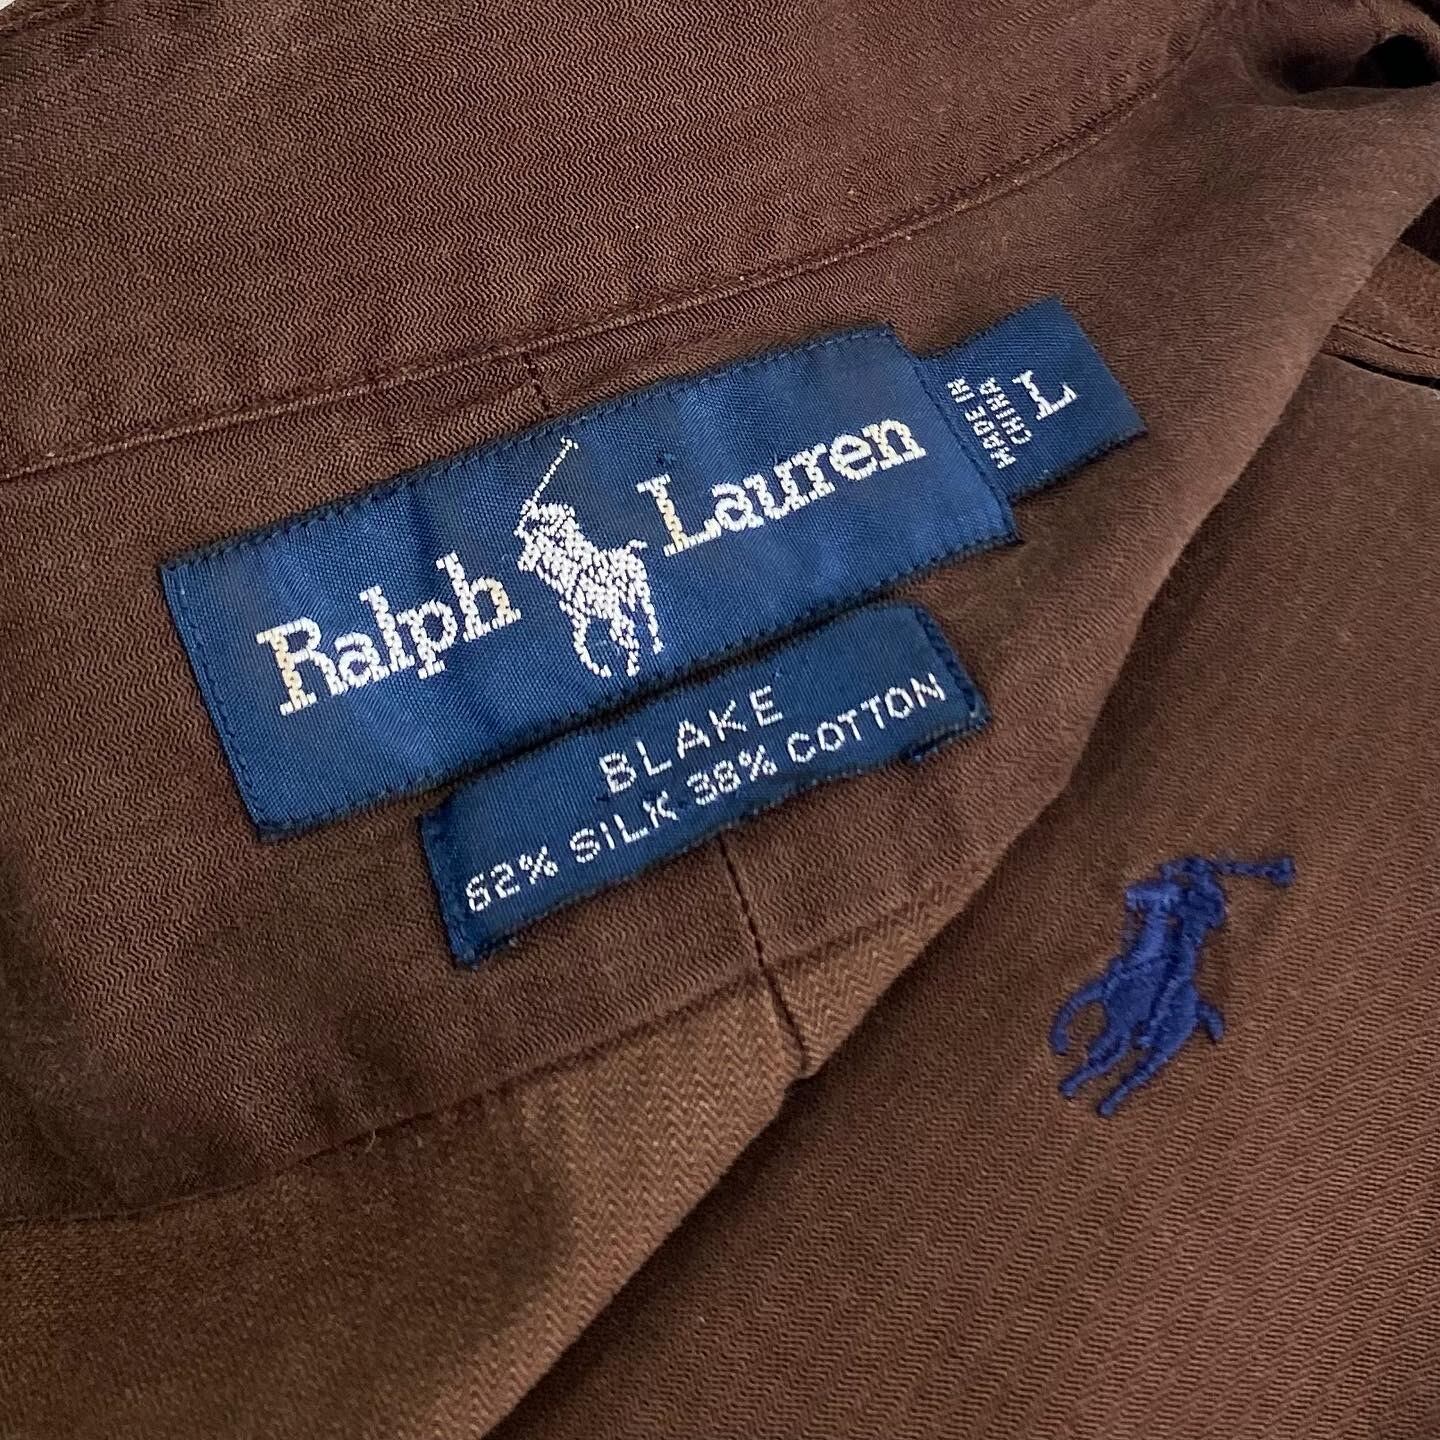 Ralph Lauren
MADE IN
CHINA
L
BLAKE
62% SILK 38% COTTON